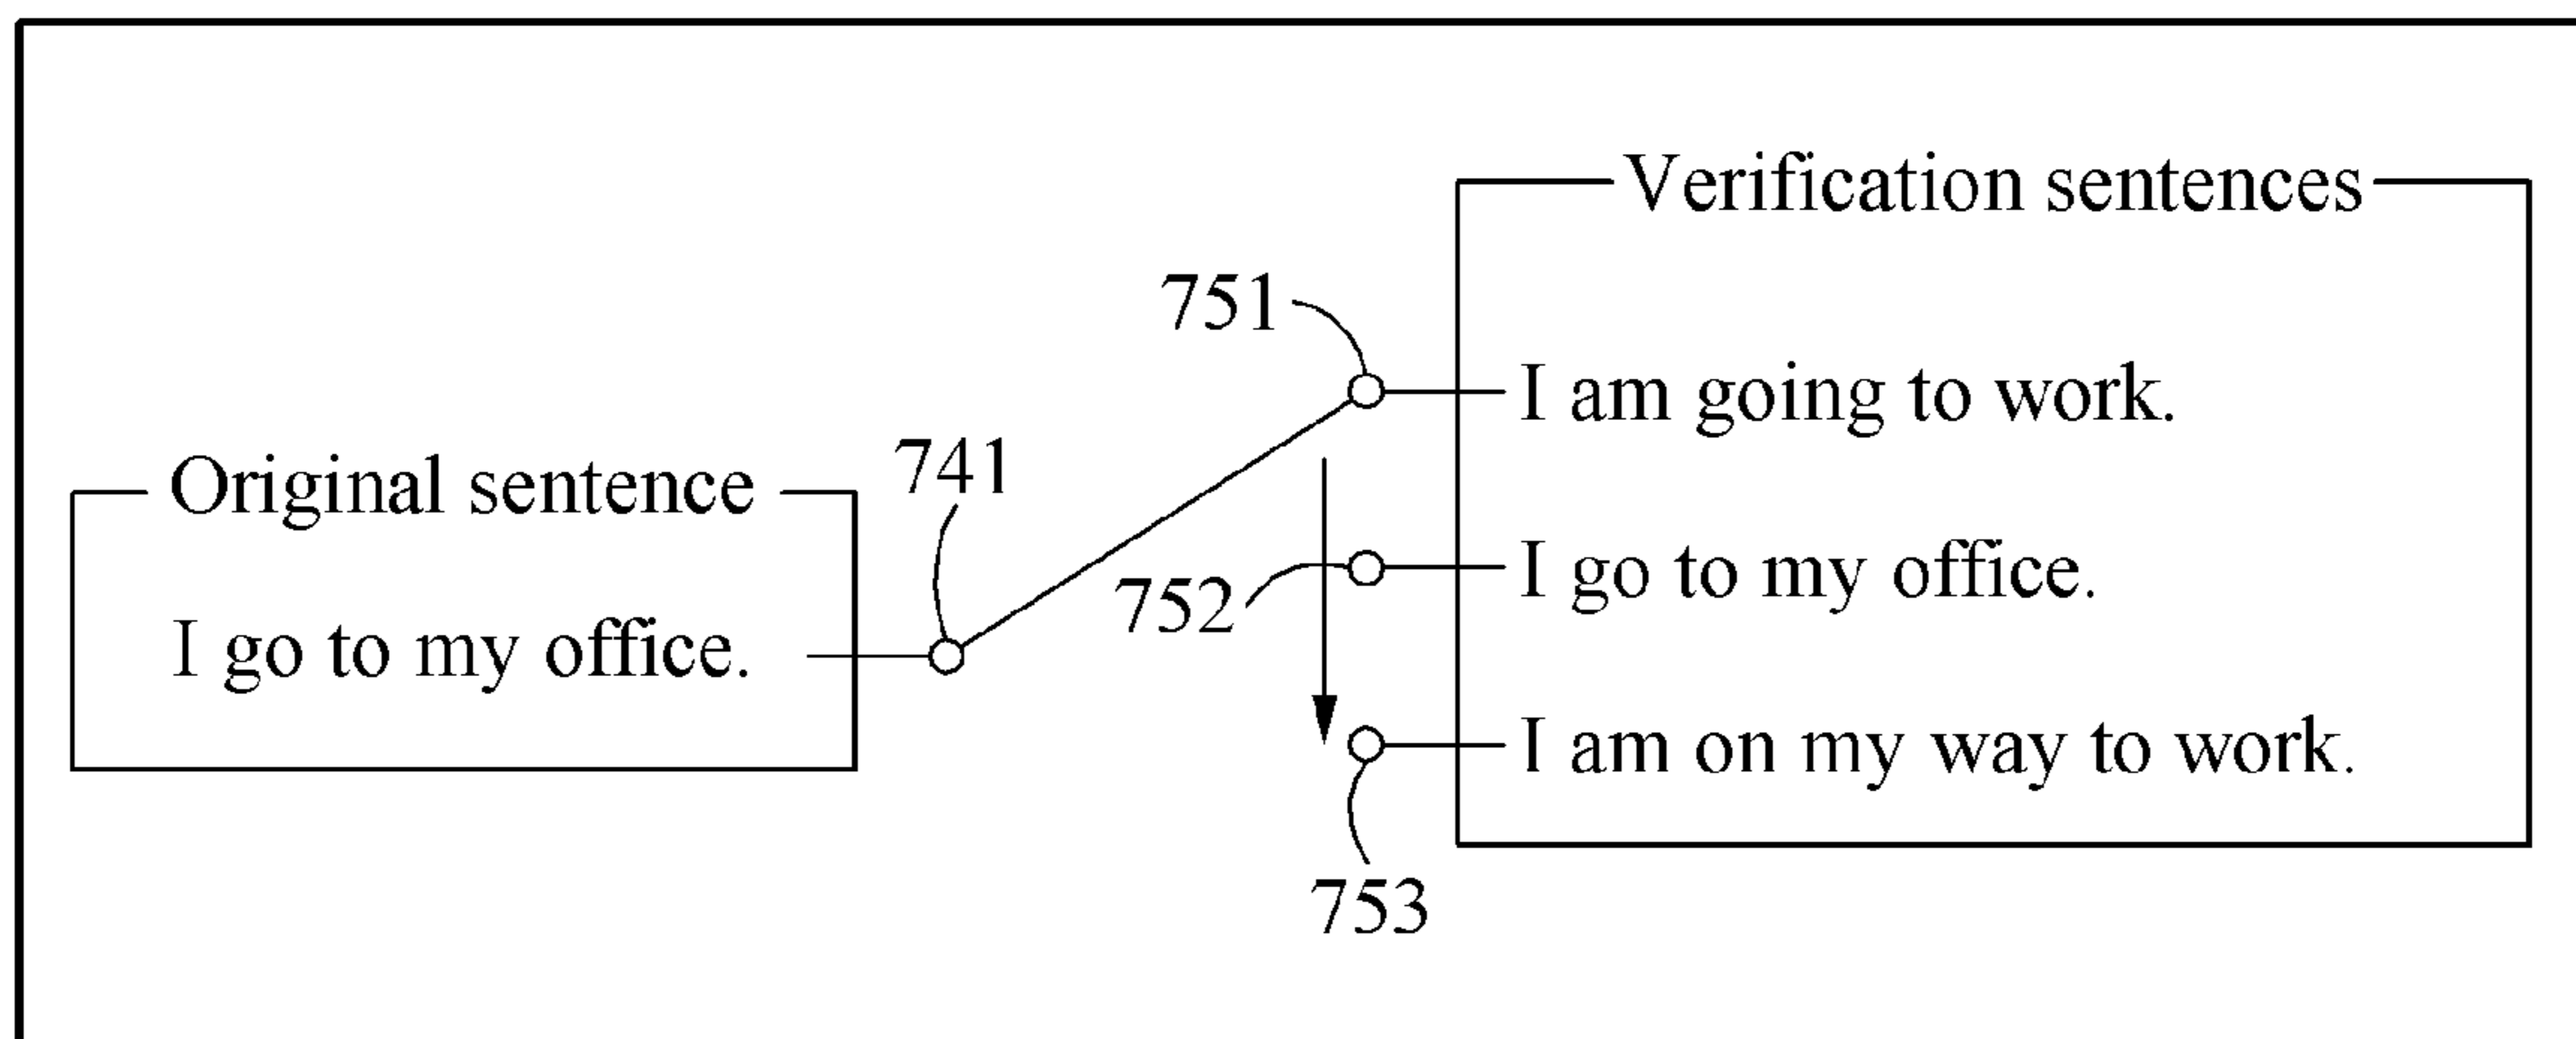 Verification sentences
751
I am going to work.
741
Original sentence
752
I go to my office.
I go to my office.
I am on my way to work.
753